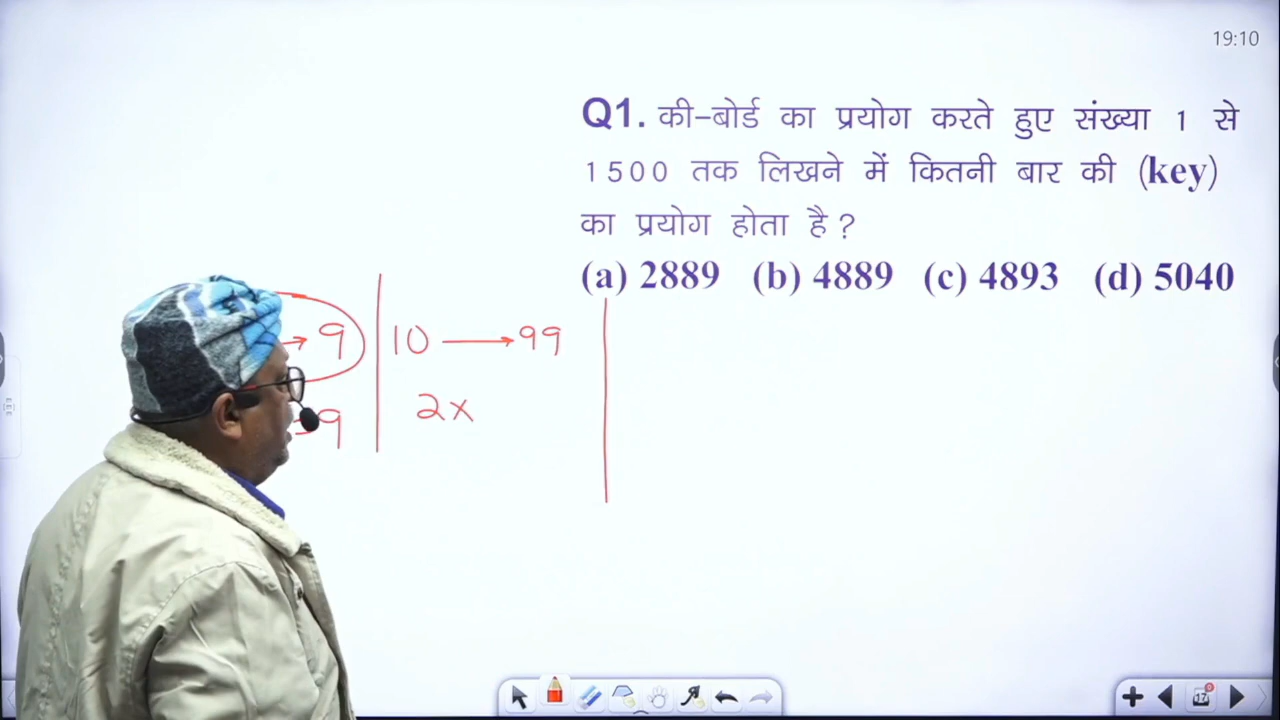 19:10
Q1. की-बोर्ड का प्रयोग करते हुए संख्या 1 से
1500 तक लिखने में कितनी बार की (key)
का प्रयोग होता है ?
(a) 2889 (b) 4889 (c) 4893 (d) 5040
→ 9 10 → 99
9 2x
17